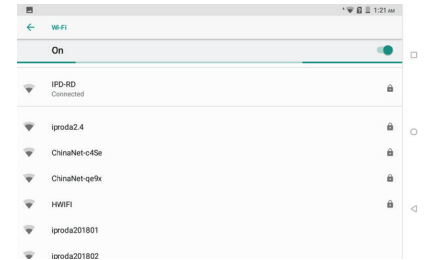 1:21 AM
Wi-Fi
On
IPD-RD
Connected
iproda2.4
ChinaNet-c4Se
ChinaNet-qe9x
HWIFI
iproda201801
iproda201802